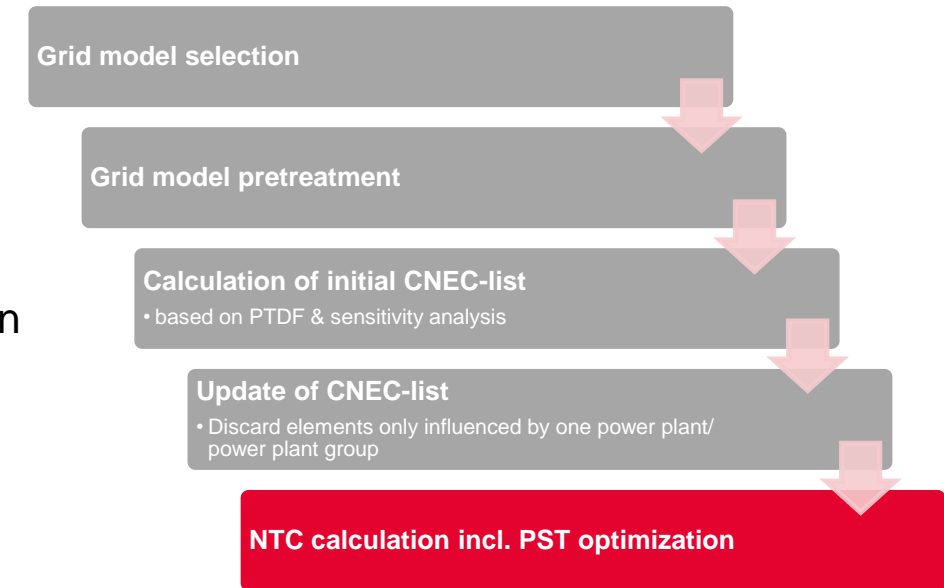 Grid model selection
Grid model pretreatment
Calculation of initial CNEC-list
• based on PTDF & sensitivity analysis
n
Update of CNEC-list
• Discard elements only influenced by one power plant/
power plant group
NTC calculation incl. PST optimization